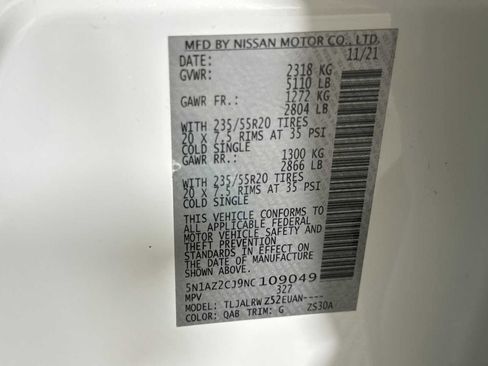 MFD BY NISSAN MOTOR CO., LTD.
DATE: 11/21
GVWR: 2318 KG
5110 LB
GAWR FR.: 1272 KG
2804 LB
WITH 235/55R20 TIRES
20 x 7.5 RIMS AT 35 PSI
COLD SINGLE
GAWR RR.: 1300 KG
2866 LB
WITH 235/55R20 TIRES
20 x 7.5 RIMS AT 35 PSI
COLD SINGLE
THIS VEHICLE CONFORMS TO
ALL APPLICABLE FEDERAL
MOTOR VEHICLE SAFETY AND
THEFT PREVENTION
STANDARDS IN EFFECT ON
THE DATE OF MANUFACTURE
SHOWN ABOVE.
5N1AZ2CJ9NC109049
MPV 327
MODEL: TLJALRWZ52EUAN----
COLOR: QAB TRIM: G ZS30A